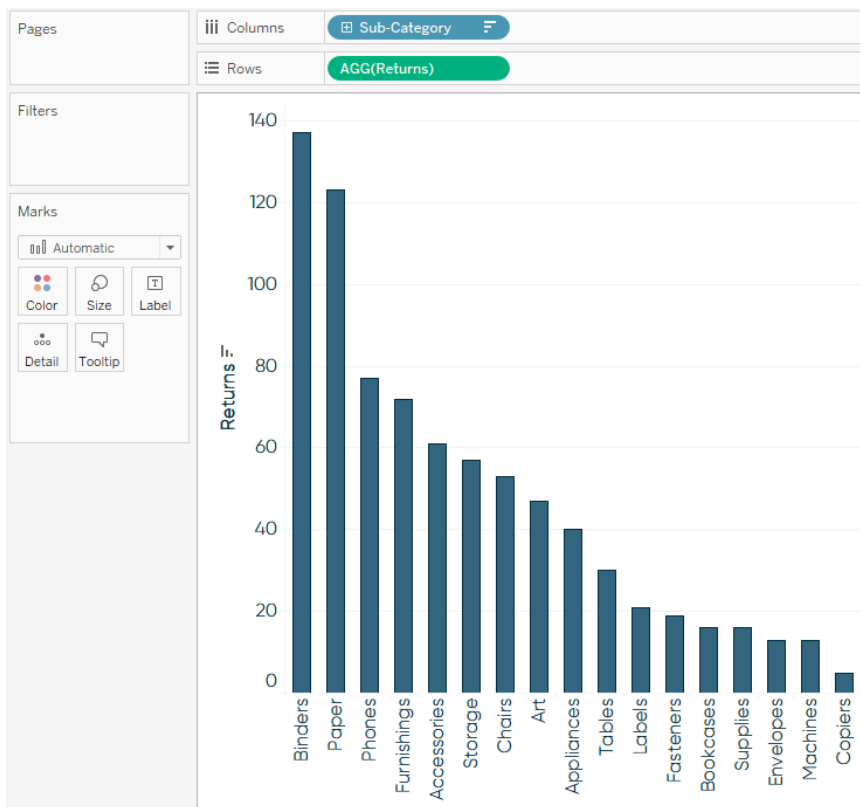 Pages
Columns
Sub-Category
Rows
AGG(Returns)
Filters
Marks
Automatic
Color
Size
Label
Detail
Tooltip
Returns
140
120
100
80
60
40
20
0
Binders
Paper
Phones
Furnishings
Accessories
Storage
Chairs
Art
Appliances
Tables
Labels
Fasteners
Bookcases
Supplies
Envelopes
Machines
Copiers